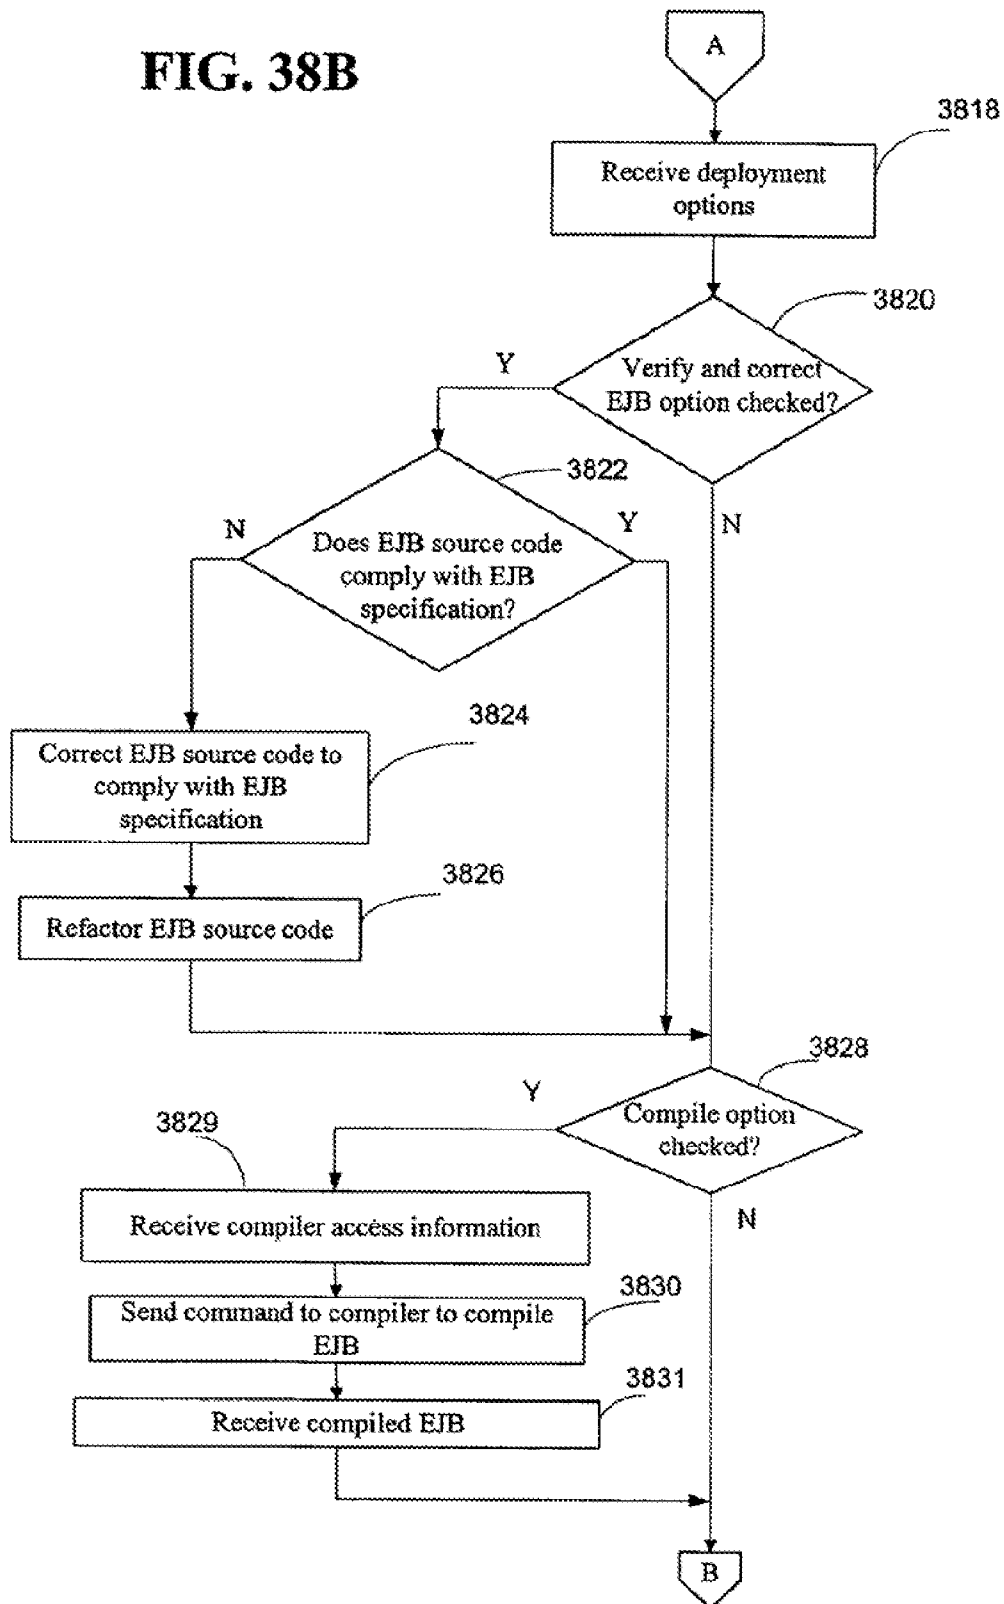 FIG. 38B
A
3818
Receive deployment
options
3820
Verify and correct
EJB option checked?
Y
N
3822
Does EJB source code
comply with EJB
specification?
N
Y
3824
Correct EJB source code to
comply with EJB
specification
3826
Refactor EJB source code
3828
Compile option
checked?
Y
N
3829
Receive compiler access information
3830
Send command to compiler to compile
EJB
3831
Receive compiled EJB
B